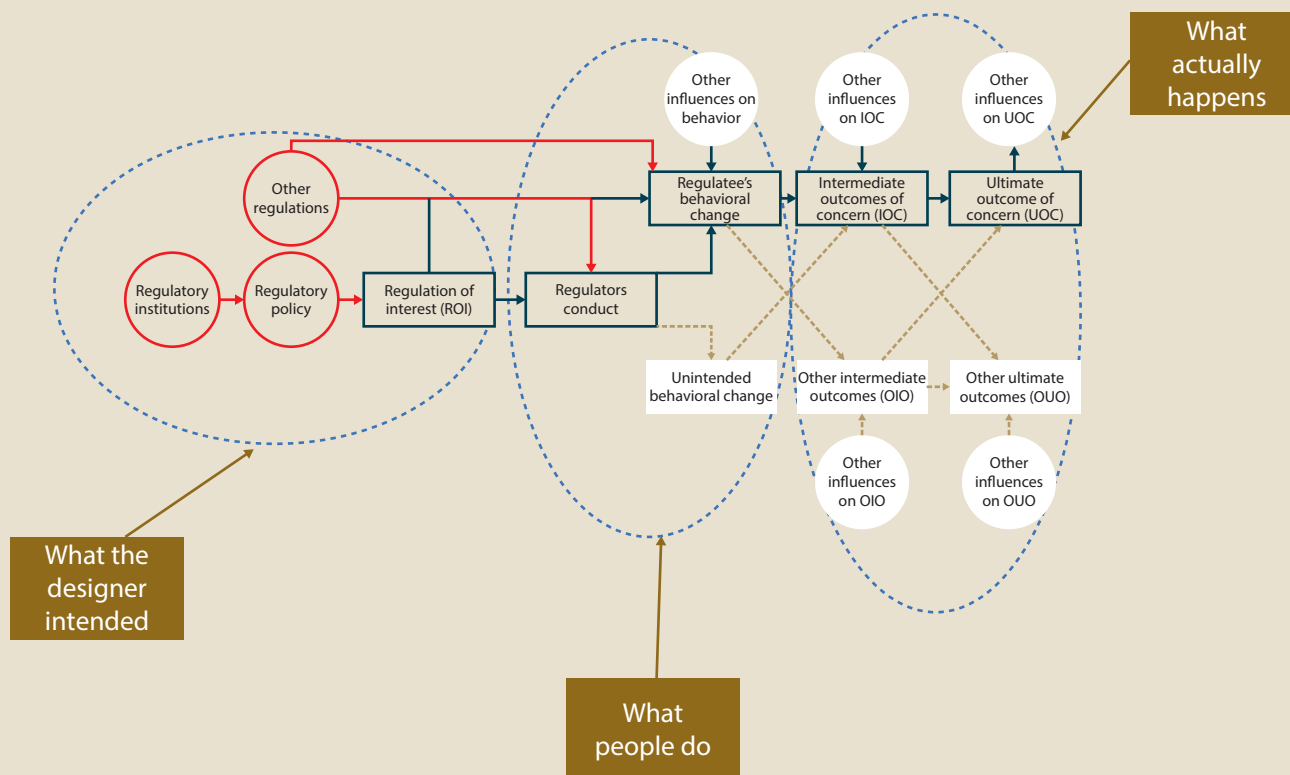 What
actually
happens
Other
influences on
behavior
Other
influences
on IOC
Other
influences
on UOC
Other
regulations
Regulatee’s
behavioral
change
Intermediate
outcomes of
concern (IOC)
Ultimate
outcome of
concern (UOC)
Regulatory
institutions
Regulatory
policy
Regulation of
interest (ROI)
Regulators
conduct
Unintended
behavioral change
Other intermediate
outcomes (OIO)
Other ultimate
outcomes (OUO)
Other
influences
on OIO
Other
influences
on OUO
What the
designer
intended
What
people do